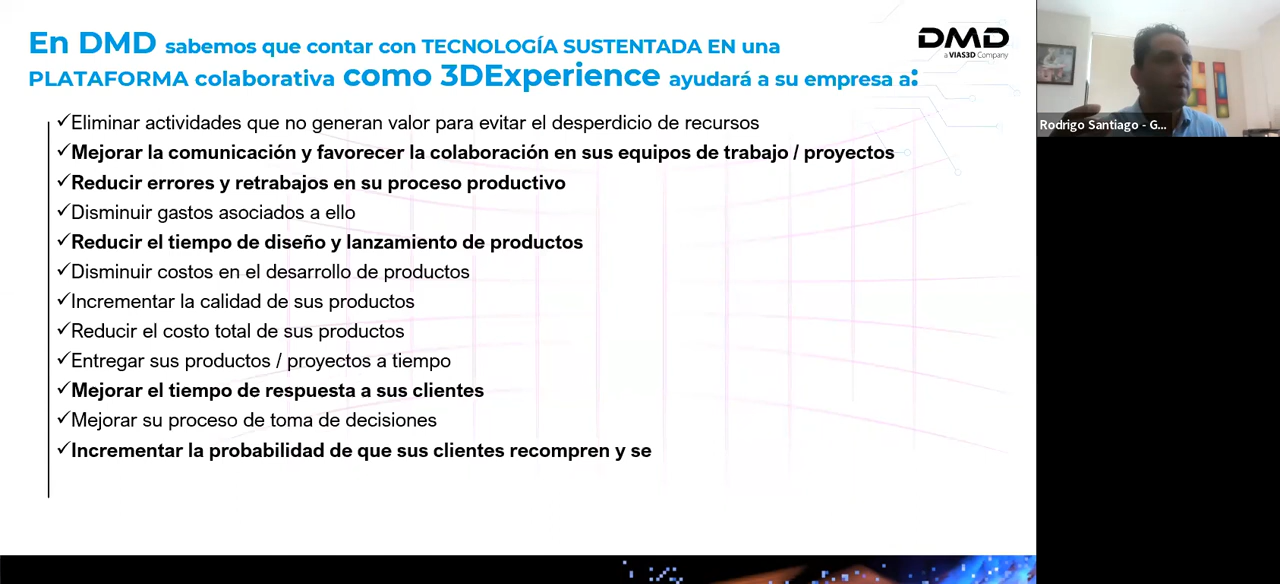 En DMD sabemos que contar con TECNOLOGÍA SUSTENTADA EN una
PLATAFORMA colaborativa como 3DExperience ayudará a su empresa a:
DMD
a VIAS3D Company
✓Eliminar actividades que no generan valor para evitar el desperdicio de recursos
✓Mejorar la comunicación y favorecer la colaboración en sus equipos de trabajo / proyectos
✓Reducir errores y retrabajos en su proceso productivo
✓Disminuir gastos asociados a ello
✓Reducir el tiempo de diseño y lanzamiento de productos
✓Disminuir costos en el desarrollo de productos
✓Incrementar la calidad de sus productos
✓Reducir el costo total de sus productos
✓Entregar sus productos / proyectos a tiempo
✓Mejorar el tiempo de respuesta a sus clientes
✓Mejorar su proceso de toma de decisiones
✓Incrementar la probabilidad de que sus clientes recompren y se
Rodrigo Santiago - G...